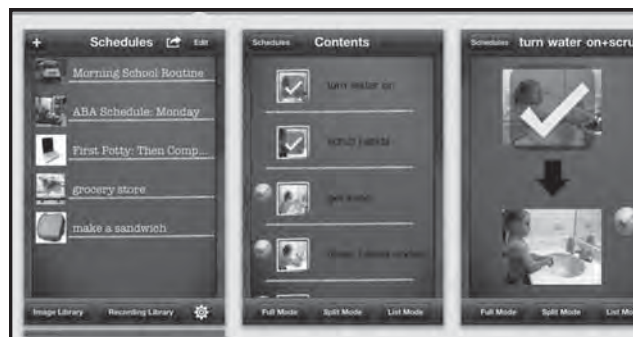 + Schedules Edit
Morning School Routine
ABA Schedule: Monday
First Potty: Then Comp...
grocery store
make a sandwich
Image Library Recording Library
Schedules Contents
turn water on
scrub hands
Full Mode Split Mode List Mode
Schedules turn water on+scru
Full Mode Split Mode List Mo